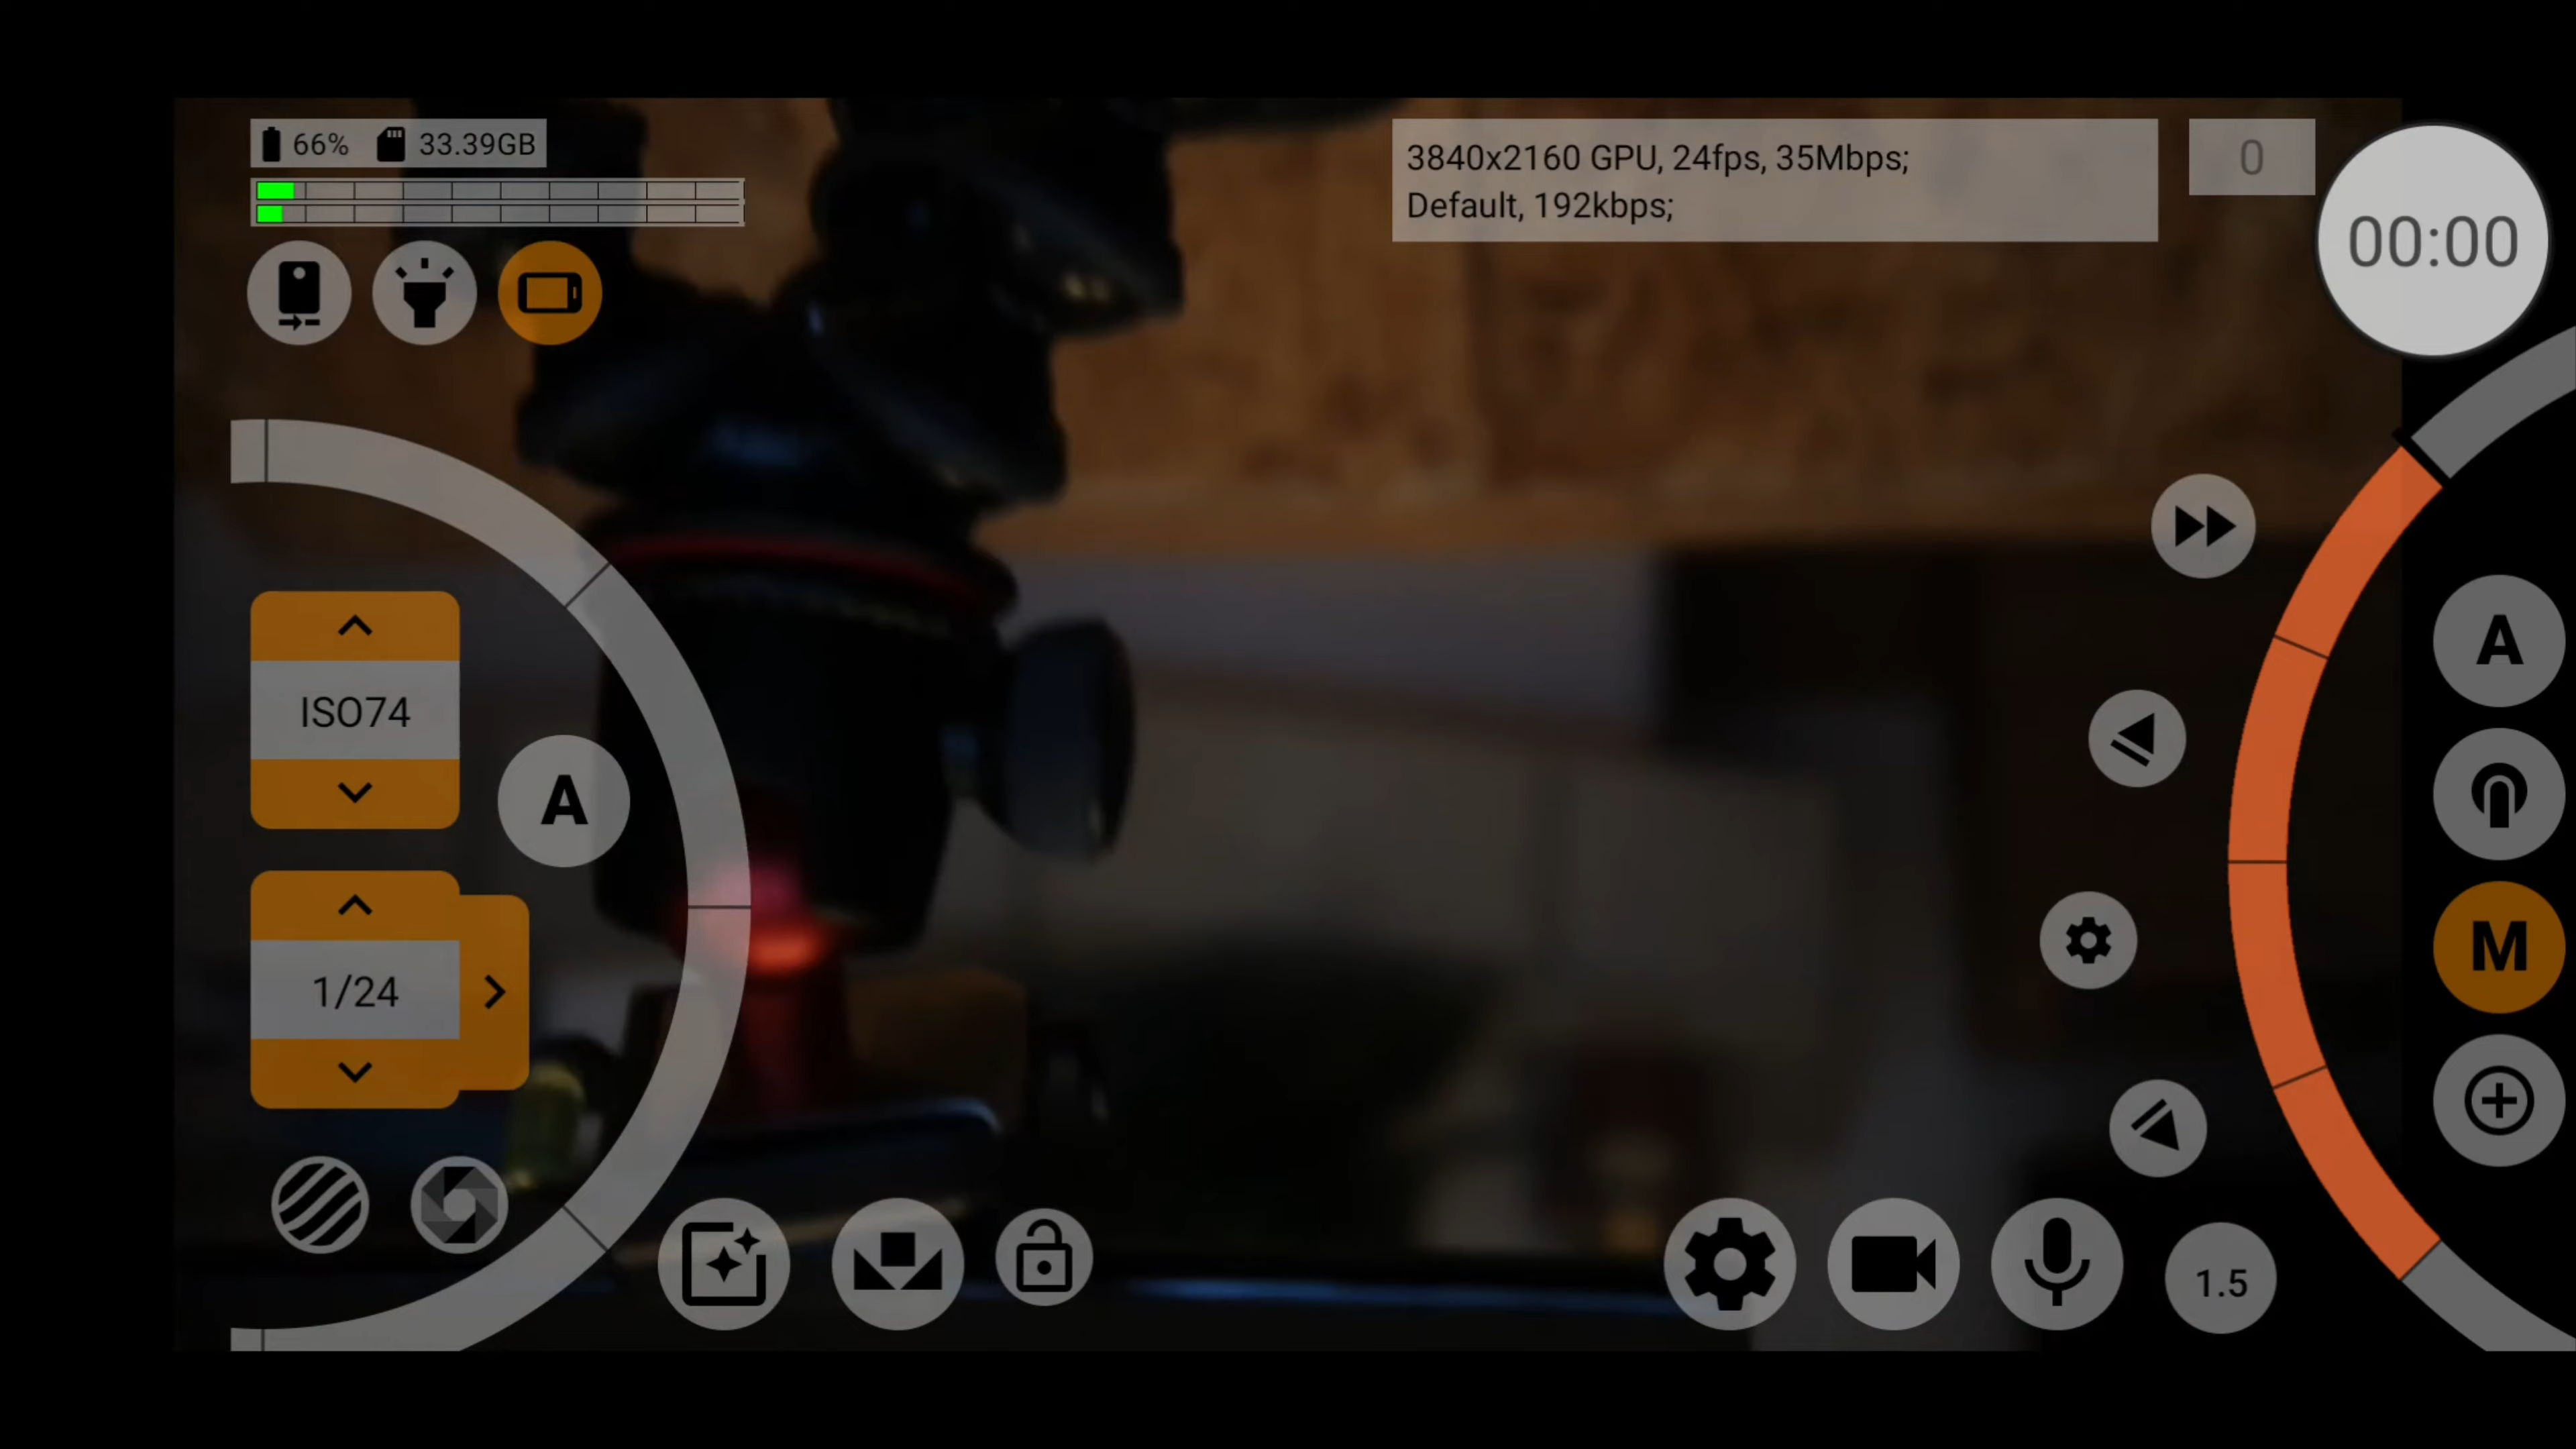 66% 33.39GB
3840x2160 GPU, 24fps, 35Mbps;
Default, 192kbps;
0
00:00
ISO74
A
1/24
A
M
1.5